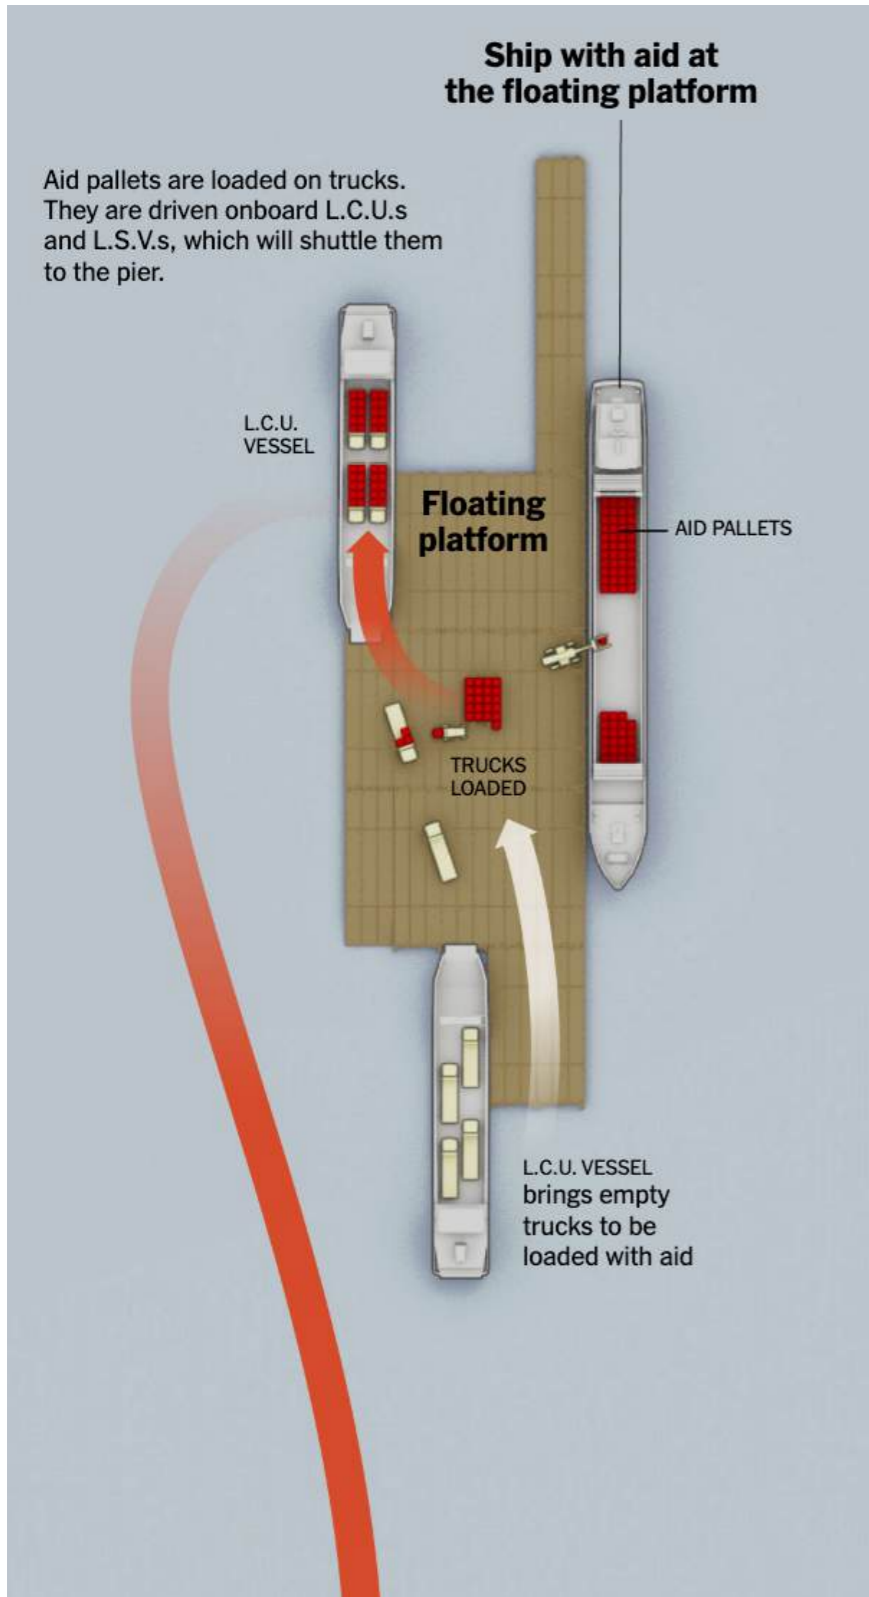 Ship with aid at
the floating platform
Aid pallets are loaded on trucks.
They are driven onboard L.C.U.s
and L.S.V.s, which will shuttle them
to the pier.
L.C.U.
VESSEL
Floating
platform
AID PALLETS
TRUCKS
LOADED
L.C.U. VESSEL
brings empty
trucks to be
loaded with aid